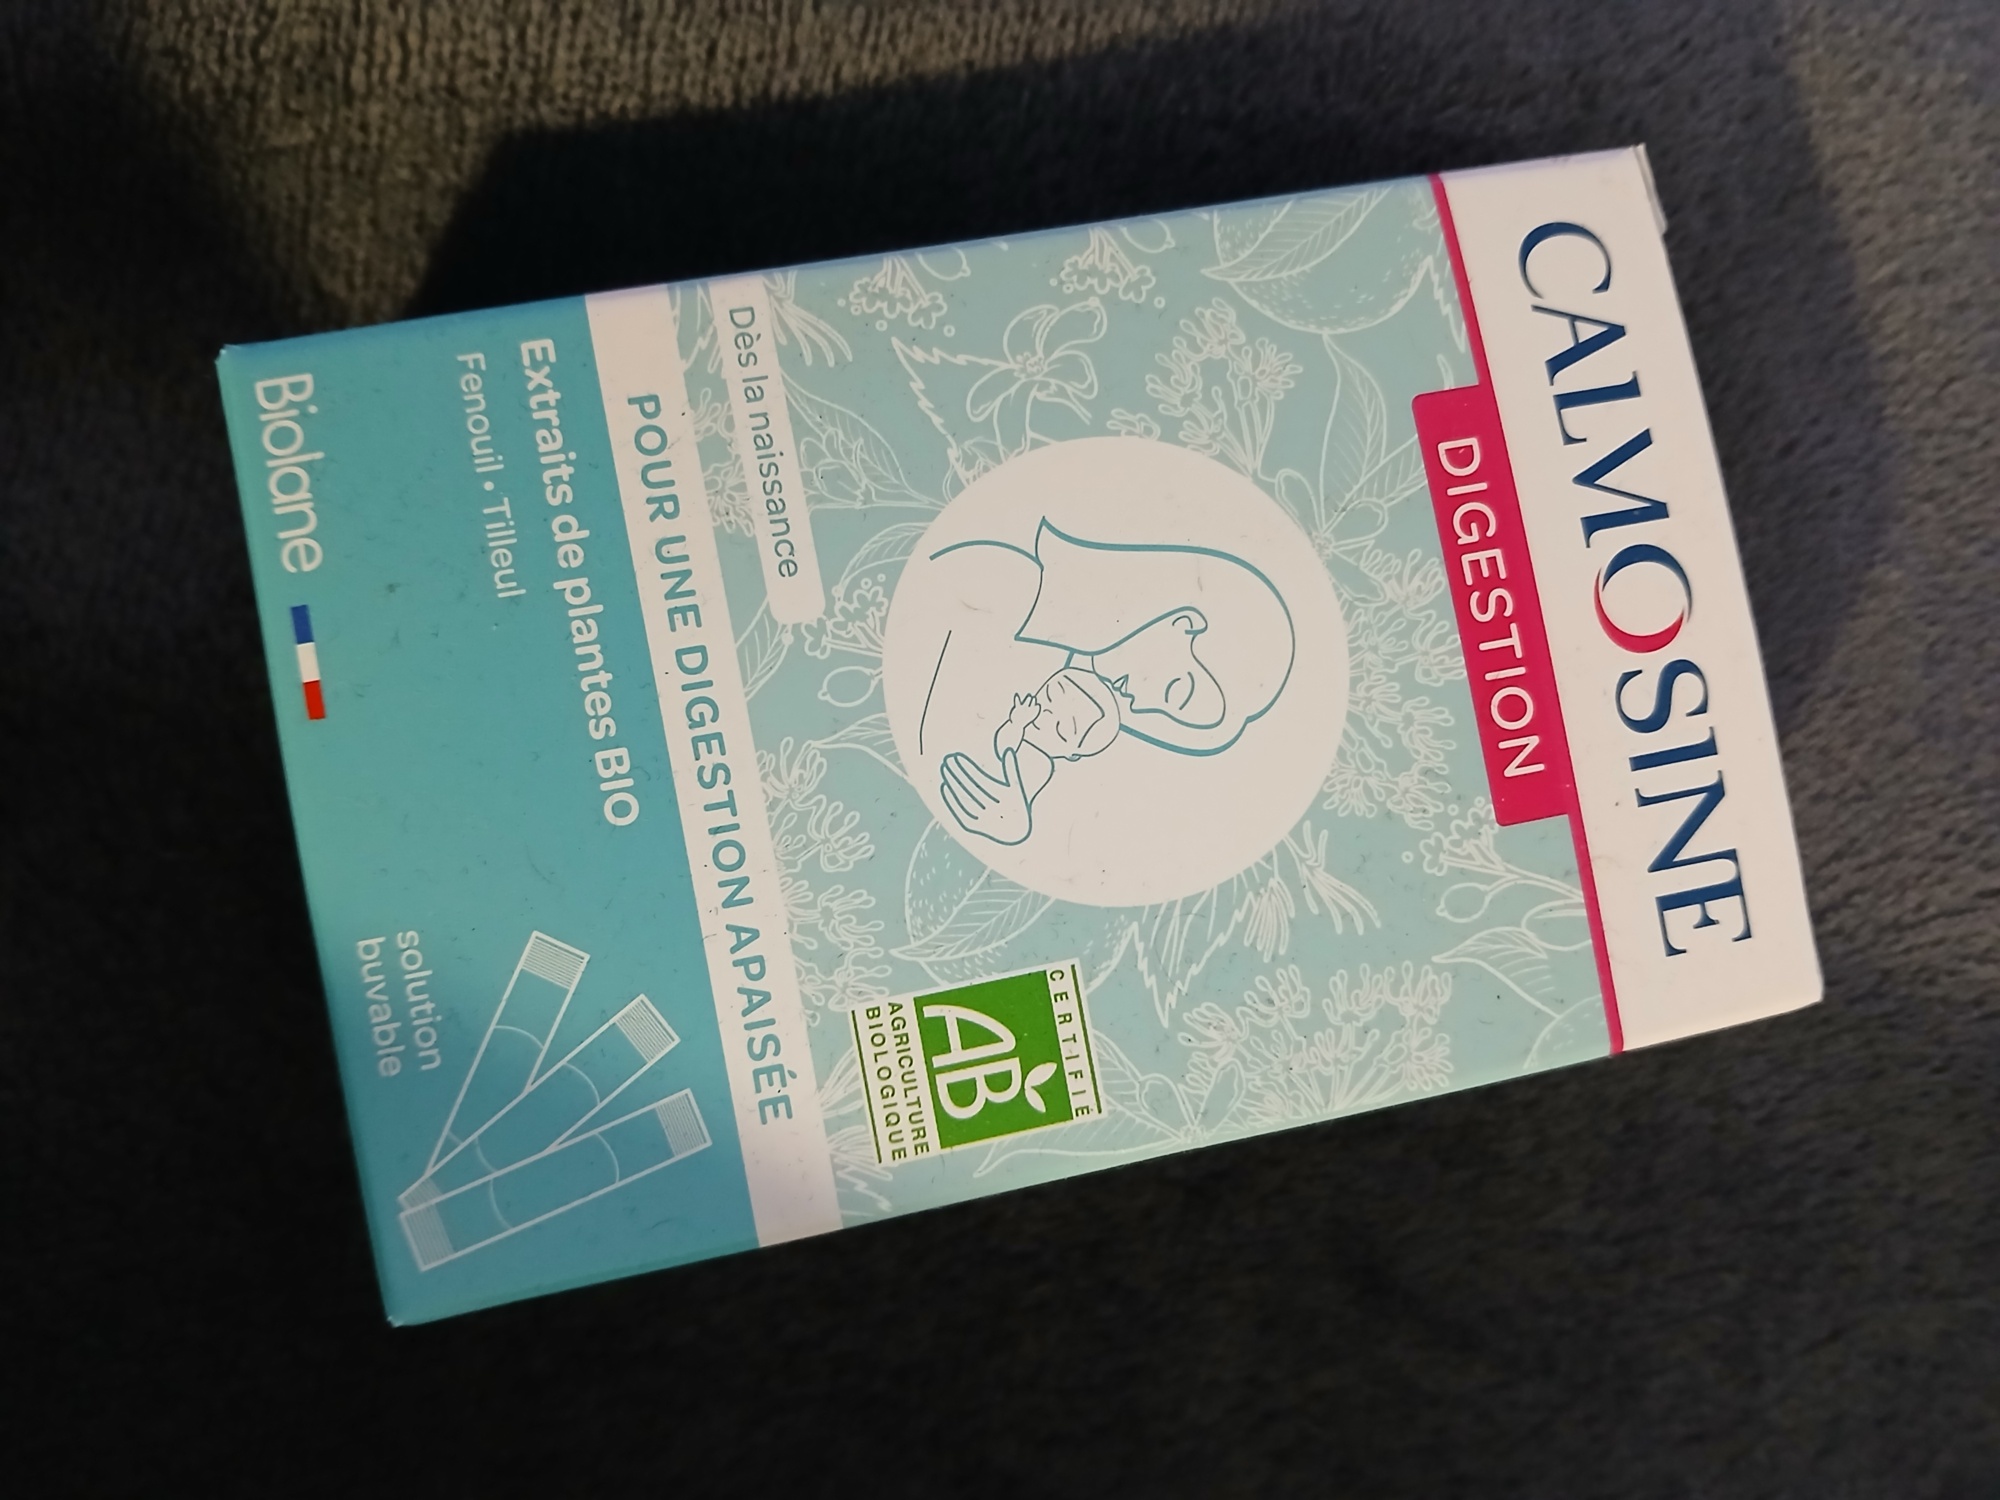 CALMOSINE
DIGESTION
CERTIFIÉ
AB
AGRICULTURE
BIOLOGIQUE
Dès la naissance
POUR UNE DIGESTION APAISÉE
Extraits de plantes BIO
Fenouil • Tilleul
solution
buvable
Biolane